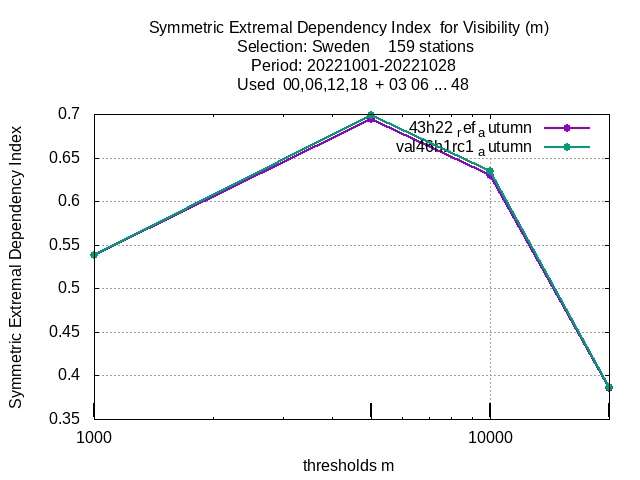 Symmetric Extremal Dependency Index for Visibility (m)
Selection: Sweden 159 stations
Period: 20221001-20221028
Used 00,06,12,18 + 03 06 ... 48
Symmetric Extremal Dependency Index
0.7
0.65
0.6
0.55
0.5
0.45
0.4
0.35
43h22 ref a utumn
val46h1rc1 a utumn
1000
10000
thresholds m